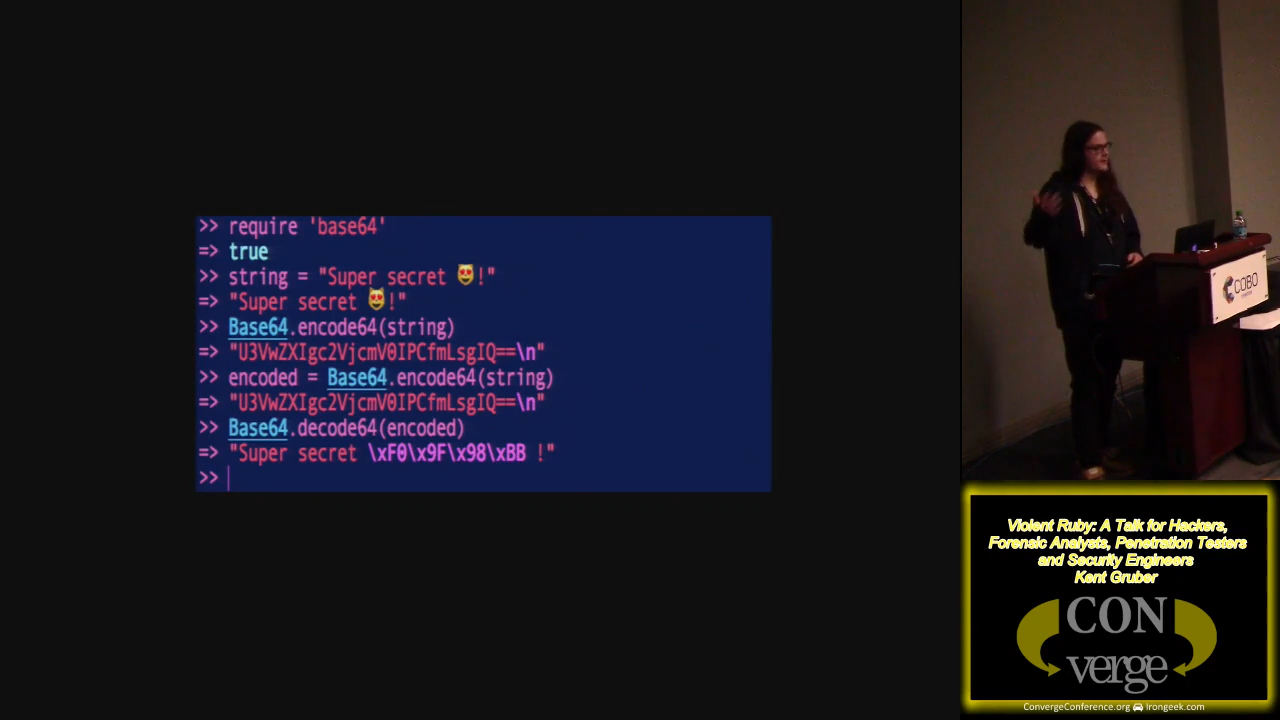 >> require 'base64'
=> true
>> string = "Super secret 😻!"
=> "Super secret 😻!"
>> Base64.encode64(string)
=> "U3VwZXIgc2VjcmV0IPCfmLsgIQ==\n"
>> encoded = Base64.encode64(string)
=> "U3VwZXIgc2VjcmV0IPCfmLsgIQ==\n"
>> Base64.decode64(encoded)
=> "Super secret \xF0\x9F\x98\xBB !"
>>
COBO
Violent Ruby: A Talk for Hackers,
Forensic Analysts, Penetration Testers
and Security Engineers
Kent Gruber
CON
verge
ConvergeConference.org Irongeek.com